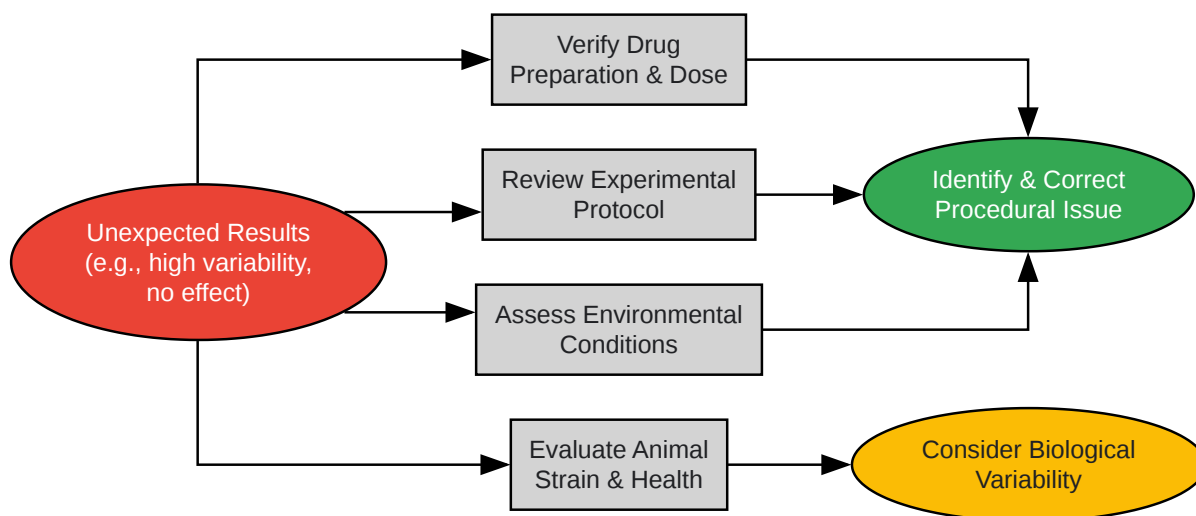 Verify Drug
Preparation & Dose
Review Experimental
Protocol
Identify & Correct
Procedural Issue
Unexpected Results
(e.g., high variability,
no effect)
Assess Environmental
Conditions
Evaluate Animal
Strain & Health
Consider Biological
Variability